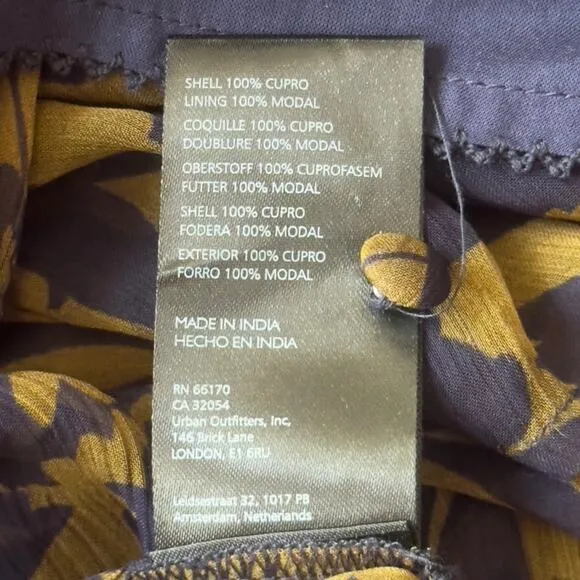 SHELL 100% CUPRO
LINING 100% MODAL
COQUILLE 100% CUPRO
DOUBLURE 100% MODAL
OBERSTOFF 100% CUPROFASEM
FUTTER 100% MODAL
SHELL 100% CUPRO
FODERA 100% MODAL
EXTERIOR 100% CUPRO
FORRO 100% MODAL
MADE IN INDIA
HECHO EN INDIA
RN 66170
CA 32054
Urban Outfitters, Inc,
146 Brick Lane
LONDON, E1 6RU
Leidsestraat 32, 1017 PB
Amsterdam, Netherlands